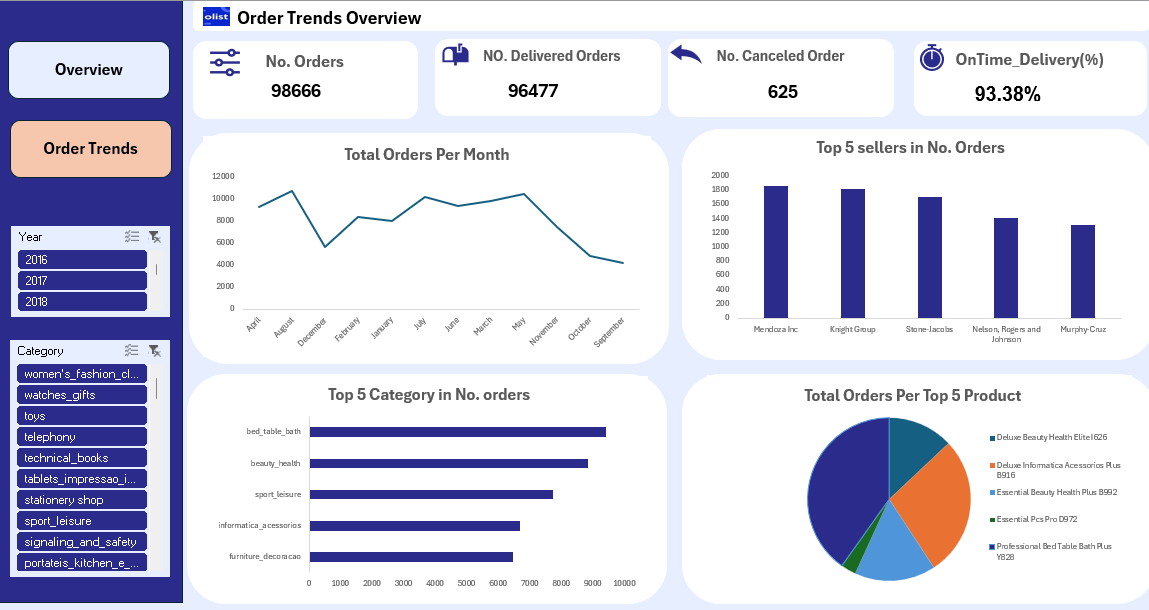 olist Order Trends Overview
Overview
Order Trends
No. Orders
98666
NO. Delivered Orders
96477
No. Canceled Order
625
OnTime_Delivery(%)
93.38%
Year
2016
2017
2018
Category
women's_fashion_cl...
watches_gifts
toys
telephony
technical_books
tablets_impressao_i...
stationery shop
sport_leisure
signaling_and_safety
portateis_kitchen_e_...
Total Orders Per Month
12000
10000
8000
6000
4000
2000
0
April
August
December
February
January
July
June
March
May
November
October
September
Top 5 sellers in No. Orders
2000
1800
1600
1400
1200
1000
800
600
400
200
0
Mendoza Inc
Knight Group
Stone-Jacobs
Nelson, Rogers and
Johnson
Murphy-Cruz
Top 5 Category in No. orders
bed_table_bath
beauty_health
sport_leisure
informatica_acessorios
furniture_decoracao
0 1000 2000 3000 4000 5000 6000 7000 8000 9000 10000
Total Orders Per Top 5 Product
Deluxe Beauty Health Elite I626
Deluxe Informatica Acessorios Plus
B916
Essential Beauty Health Plus B992
Essential Pcs Pro D972
Professional Bed Table Bath Plus
Y828